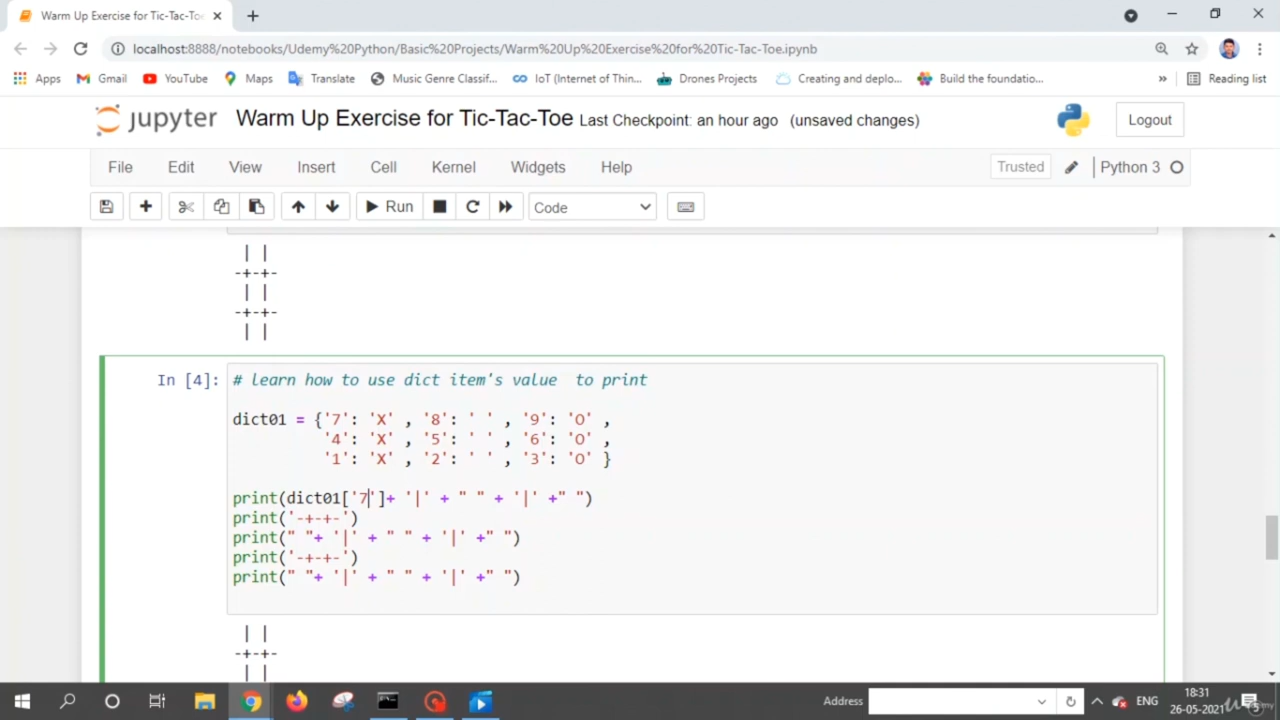 Warm Up Exercise for Tic-Tac-To
localhost:8888/notebooks/Udemy%20Python/Basic%20Projects/Warm%20Up%20Exercise%20for%20Tic-Tac-Toe.ipynb
Apps Gmail YouTube Maps Translate Music Genre Classif... IoT (Internet of Thin... Drones Projects Creating and deplo... Build the foundatio... » Reading list
jupyter Warm Up Exercise for Tic-Tac-Toe Last Checkpoint: an hour ago (unsaved changes) Logout
File Edit View Insert Cell Kernel Widgets Help Trusted Python 3
Run Code
| |
-+-+-
| |
-+-+-
| |
In [4]: # learn how to use dict item's value  to print
dict01 = {'7': 'X' , '8': ' ' , '9': 'O' ,
'4': 'X' , '5': ' ' , '6': 'O' ,
'1': 'X' , '2': ' ' , '3': 'O' }
print(dict01['7']+ '|' + " " + '|' +" ")
print('-+-+-')
print(" "+ '|' + " " + '|' +" ")
print('-+-+-')
print(" "+ '|' + " " + '|' +" ")
| |
-+-+-
| |
Address ENG 18:31
26-05-2021